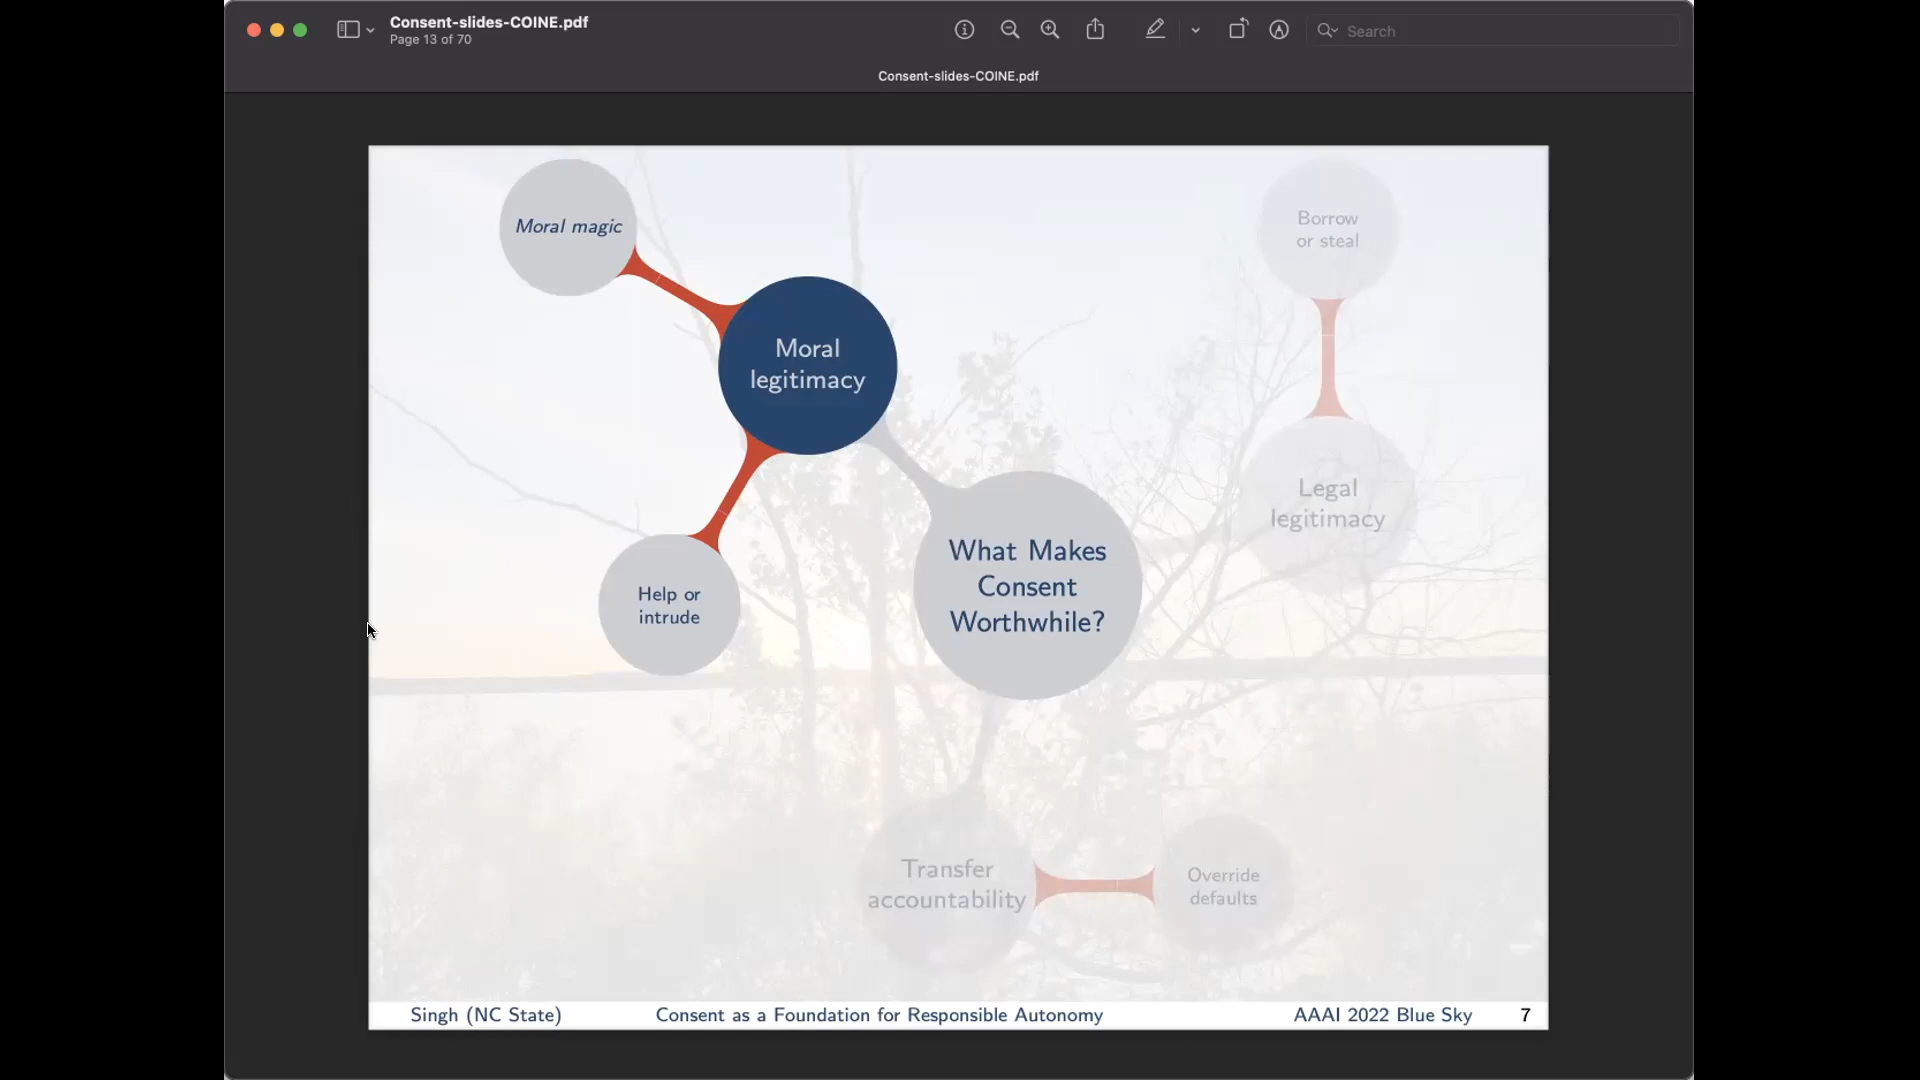 Consent-slides-COINE.pdf
Page 13 of 70
Search
Consent-slides-COINE.pdf
Moral magic
Moral
legitimacy
Help or
intrude
What Makes
Consent
Worthwhile?
Borrow
or steal
Legal
legitimacy
Transfer
accountability
Override
defaults
Singh (NC State)
Consent as a Foundation for Responsible Autonomy
AAAI 2022 Blue Sky
7